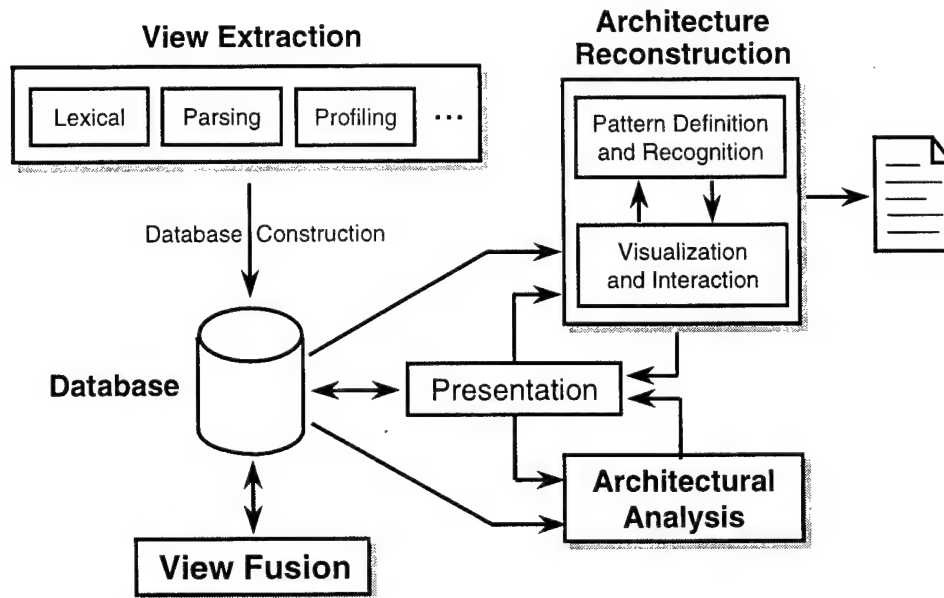 View Extraction
Architecture
Reconstruction
Lexical
Parsing
Profiling
...
Pattern Definition
and Recognition
Database Construction
Visualization
and Interaction
Database
Presentation
Architectural
Analysis
View Fusion